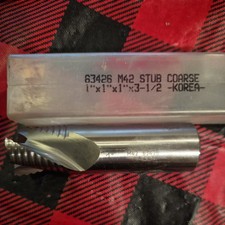 63426 M42 STUB COARSE
1"x1"x1"x3-1/2 -KOREA-